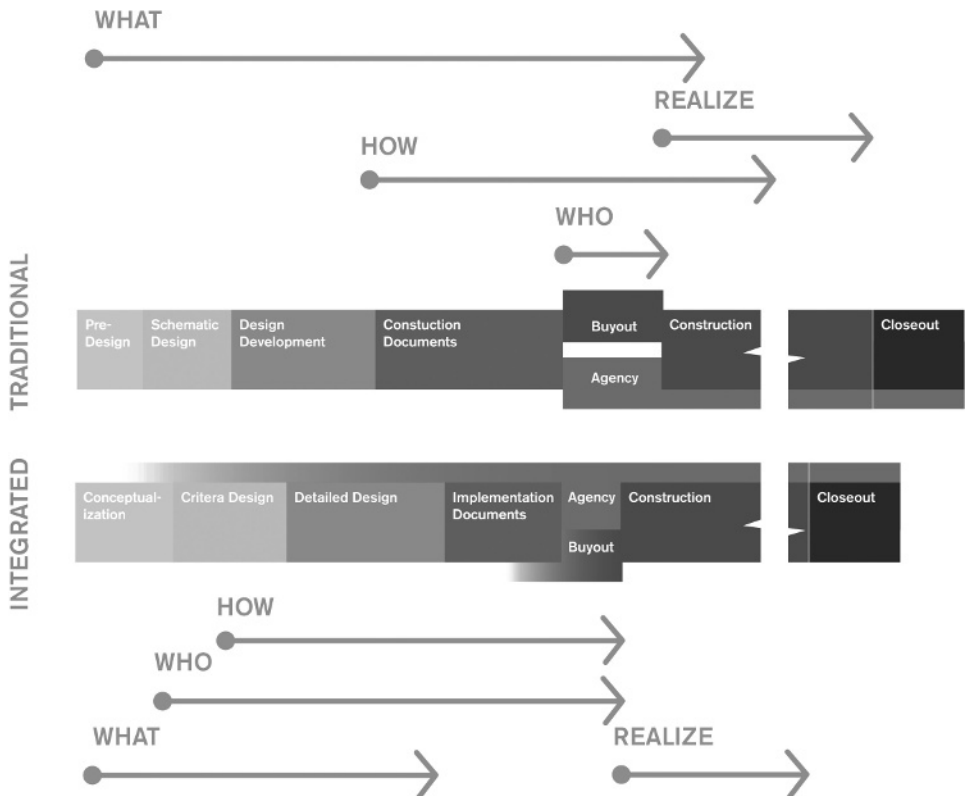 WHAT
REALIZE
HOW
WHO
TRADITIONAL
Pre-
Design
Schematic
Design
Design
Development
Constuction
Documents
Buyout
Agency
Construction
Closeout
INTEGRATED
Conceptual-
ization
Critera Design
Detailed Design
Implementation
Documents
Agency
Buyout
Construction
Closeout
HOW
WHO
WHAT
REALIZE